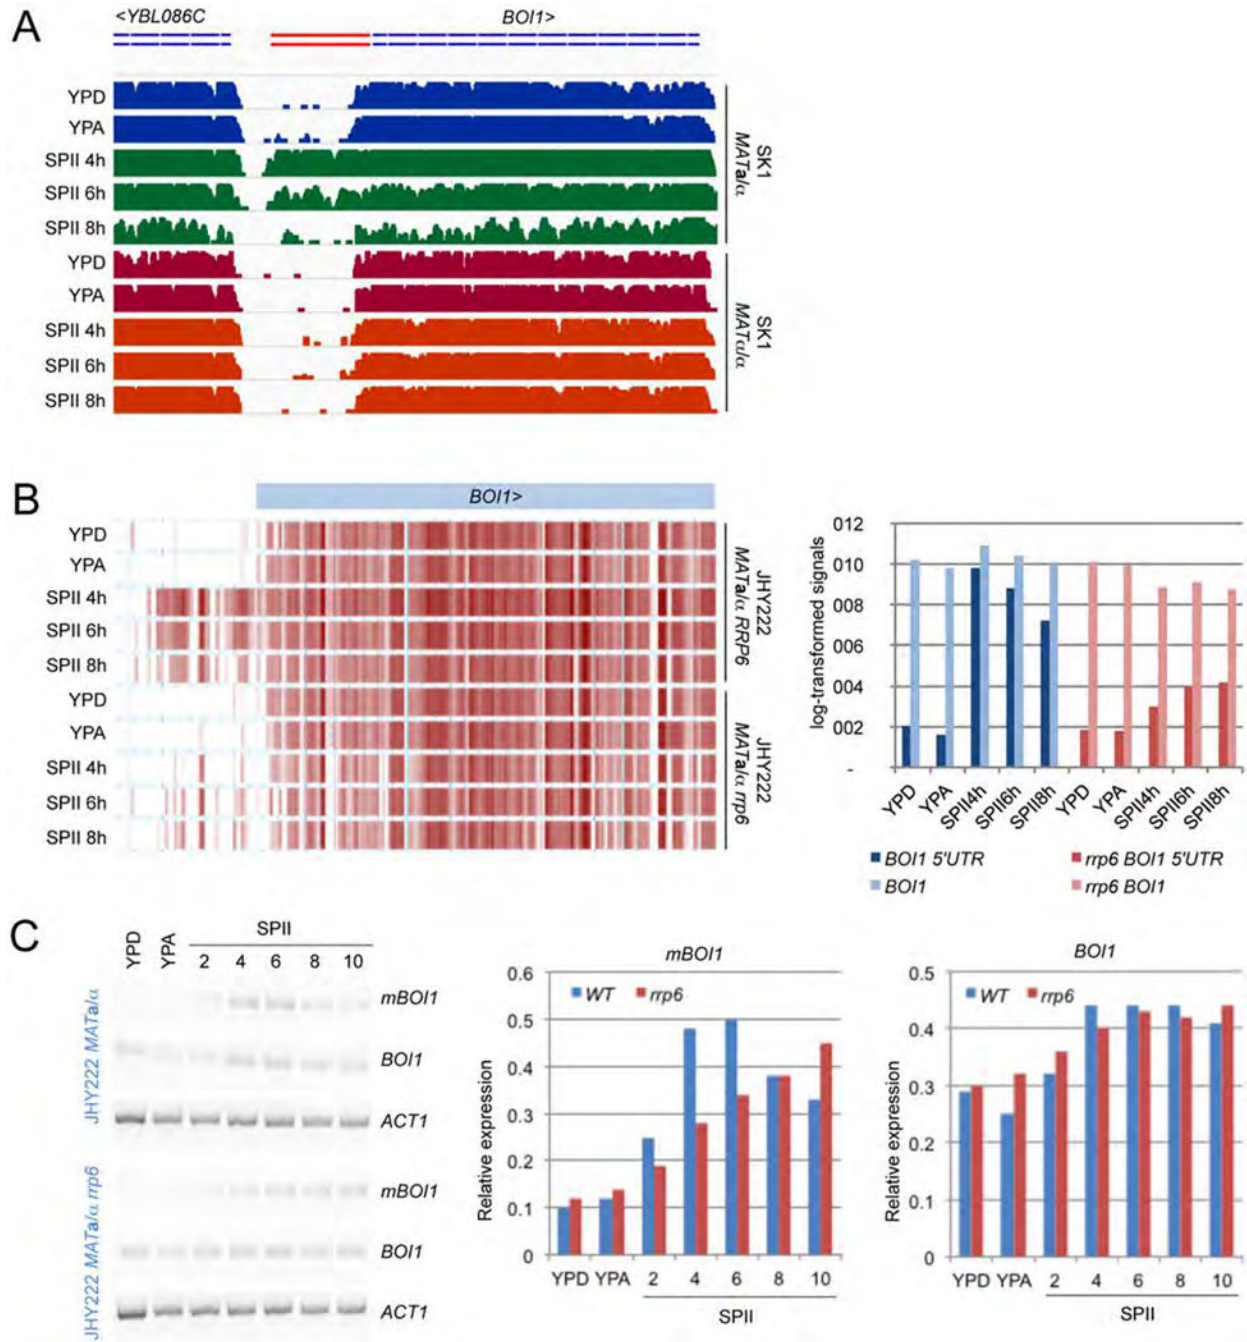 A
<YBL086C
BOI1>
YPD
YPA
SPII 4h
SPII 6h
SPII 8h
YPD
YPA
SPII 4h
SPII 6h
SPII 8h
SK1
MATa/α
SK1
MATα/α
B
BOI1>
YPD
YPA
SPII 4h
SPII 6h
SPII 8h
YPD
YPA
SPII 4h
SPII 6h
SPII 8h
JHY222
MATa/α RRP6
JHY222
MATa/α rrp6
log-transformed signals
012
010
008
006
004
002
-
YPD
YPA
SPII4h
SPII6h
SPII8h
YPD
YPA
SPII4h
SPII6h
SPII8h
BOI1 5'UTR
rrp6 BOI1 5'UTR
BOI1
rrp6 BOI1
C
YPD
YPA
SPII
2 4 6 8 10
JHY222 MATa/α
mBOI1
BOI1
ACT1
JHY222 MATa/α rrp6
mBOI1
BOI1
ACT1
mBOI1
WT rrp6
Relative expression
0.6
0.5
0.4
0.3
0.2
0.1
0
YPD YPA 2 4 6 8 10
SPII
BOI1
WT rrp6
Relative expression
0.5
0.4
0.3
0.2
0.1
0
YPD YPA 2 4 6 8 10
SPII